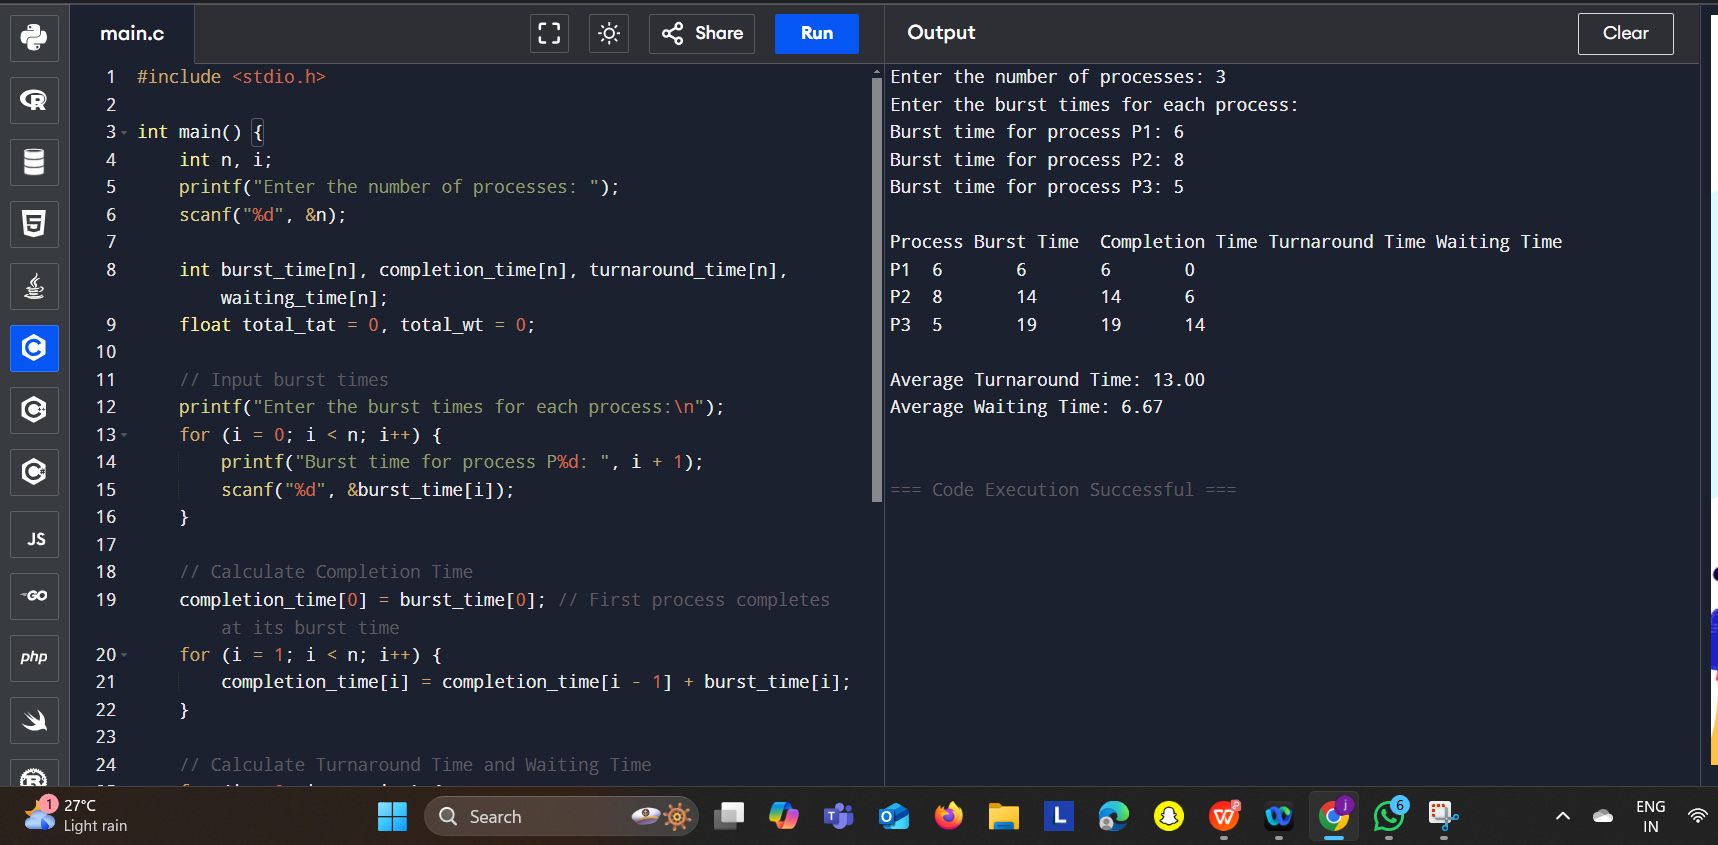 main.c
Share
Run
Output
Clear
1 #include <stdio.h>
2
3 int main() {
4 int n, i;
5 printf("Enter the number of processes: ");
6 scanf("%d", &n);
7
8 int burst_time[n], completion_time[n], turnaround_time[n],
waiting_time[n];
9 float total_tat = 0, total_wt = 0;
10
11 // Input burst times
12 printf("Enter the burst times for each process:\n");
13 for (i = 0; i < n; i++) {
14 printf("Burst time for process P%d: ", i + 1);
15 scanf("%d", &burst_time[i]);
16 }
17
18 // Calculate Completion Time
19 completion_time[0] = burst_time[0]; // First process completes
at its burst time
20 for (i = 1; i < n; i++) {
21 completion_time[i] = completion_time[i - 1] + burst_time[i];
22 }
23
24 // Calculate Turnaround Time and Waiting Time
Enter the number of processes: 3
Enter the burst times for each process:
Burst time for process P1: 6
Burst time for process P2: 8
Burst time for process P3: 5
Process Burst Time Completion Time Turnaround Time Waiting Time
P1 6 6 6 0
P2 8 14 14 6
P3 5 19 19 14
Average Turnaround Time: 13.00
Average Waiting Time: 6.67
=== Code Execution Successful ===
R
5
C
C
C
JS
GO
php
R
1
27°C
Light rain
Search
T
O
L
W
j
6
ENG
IN